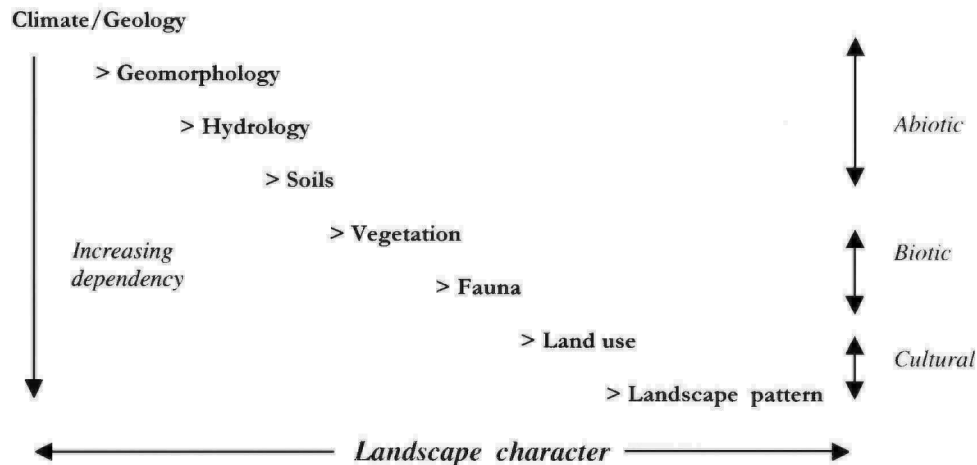 Climate/Geology
> Geomorphology
> Hydrology
Abiotic
> Soils
> Vegetation
Increasing
dependency
Biotic
> Fauna
> Land use
Cultural
> Landscape pattern
Landscape character